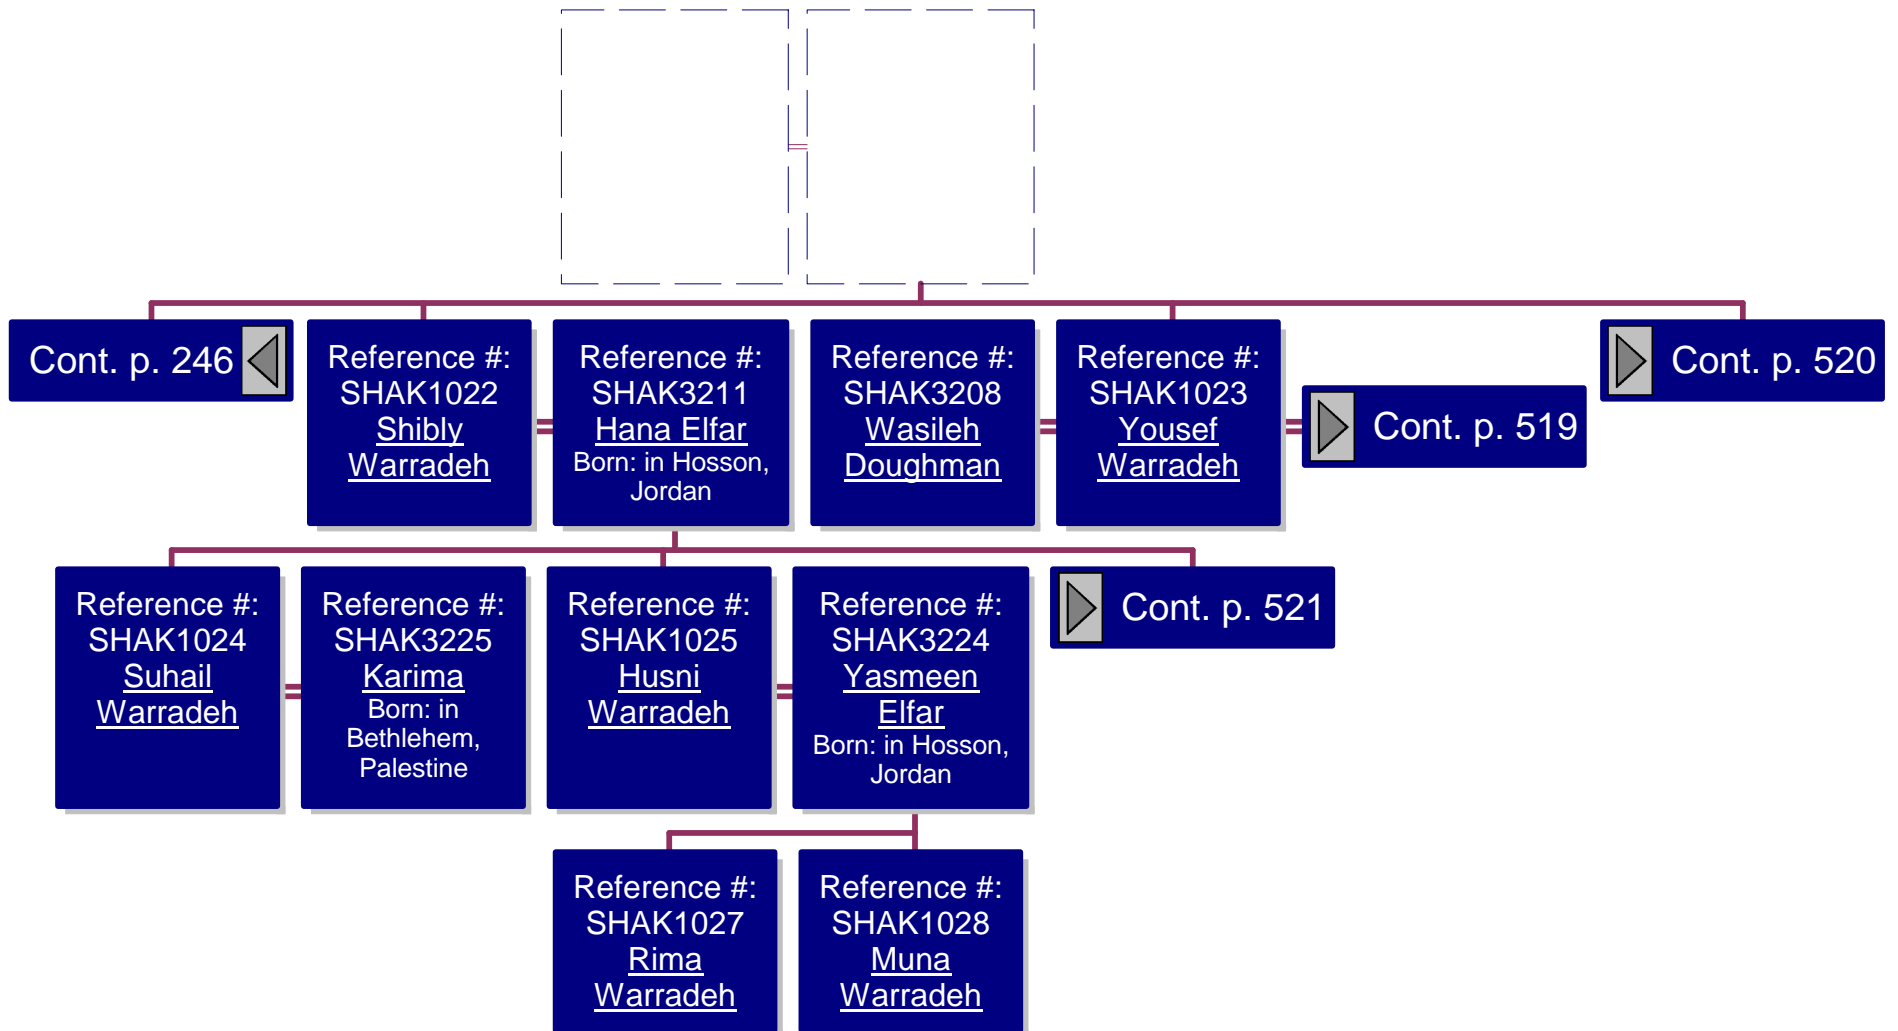 Cont. p. 246
Reference #:
SHAK1022
Shibly
Warradeh
Reference #:
SHAK3211
Hana Elfar
Born: in Hosson,
Jordan
Reference #:
SHAK3208
Wasileh
Doughman
Reference #:
SHAK1023
Yousef
Warradeh
Cont. p. 519
Cont. p. 520
Reference #:
SHAK1024
Suhail
Warradeh
Reference #:
SHAK3225
Karima
Born: in
Bethlehem,
Palestine
Reference #:
SHAK1025
Husni
Warradeh
Reference #:
SHAK3224
Yasmeen
Elfar
Born: in Hosson,
Jordan
Cont. p. 521
Reference #:
SHAK1027
Rima
Warradeh
Reference #:
SHAK1028
Muna
Warradeh